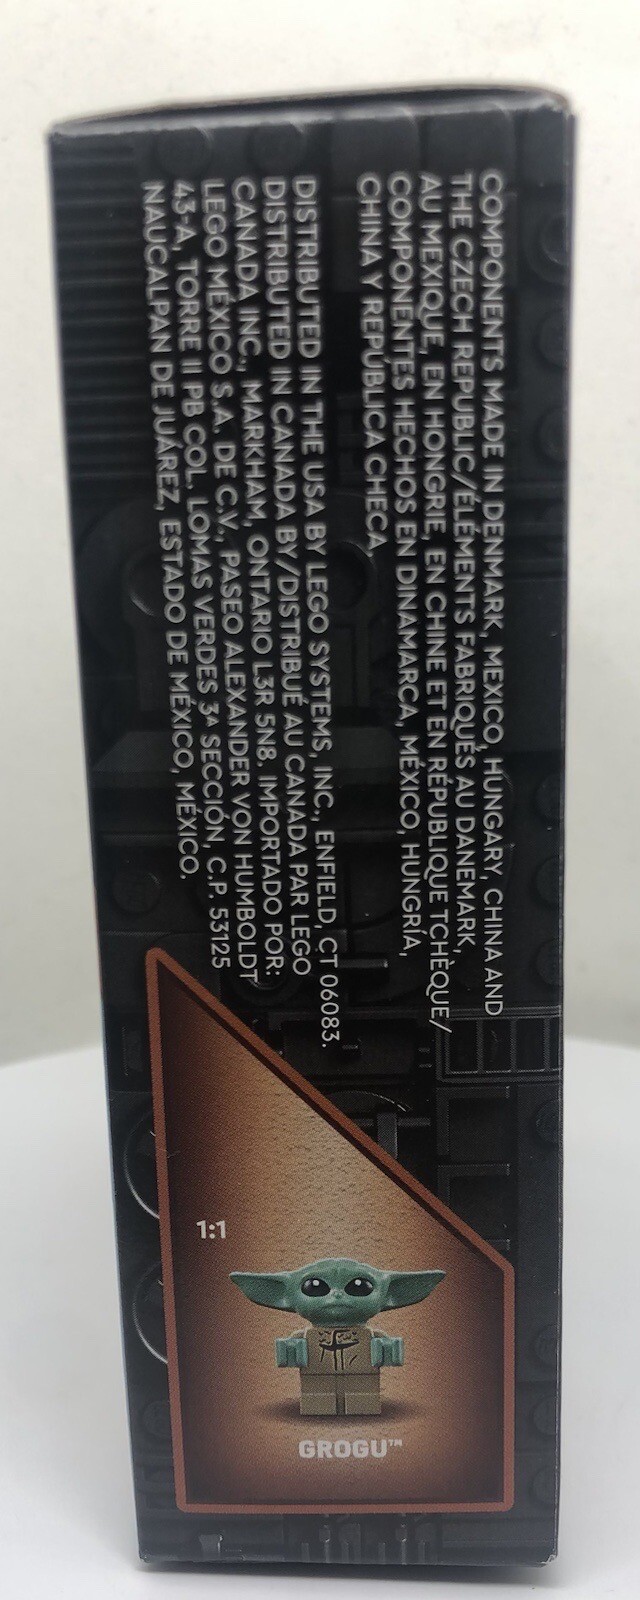 COMPONENTS MADE IN DENMARK, MEXICO, HUNGARY, CHINA AND
THE CZECH REPUBLIC/ÉLÉMENTS FABRIQUÉS AU DANEMARK,
AU MEXIQUE, EN HONGRIE, EN CHINE ET EN RÉPUBLIQUE TCHÈQUE/
COMPONENTES HECHOS EN DINAMARCA, MÉXICO, HUNGRÍA,
CHINA Y REPÚBLICA CHECA.
DISTRIBUTED IN THE USA BY LEGO SYSTEMS, INC., ENFIELD, CT 06083.
DISTRIBUTED IN CANADA BY/DISTRIBUÉ AU CANADA PAR LEGO
CANADA INC., MARKHAM, ONTARIO L3R 5N8. IMPORTADO POR:
LEGO MÉXICO S.A. DE C.V., PASEO ALEXANDER VON HUMBOLDT
43-A, TORRE II PB COL. LOMAS VERDES 3ᴬ SECCIÓN, C.P. 53125
NAUCALPAN DE JUÁREZ, ESTADO DE MÉXICO, MÉXICO.
1:1
GROGU™